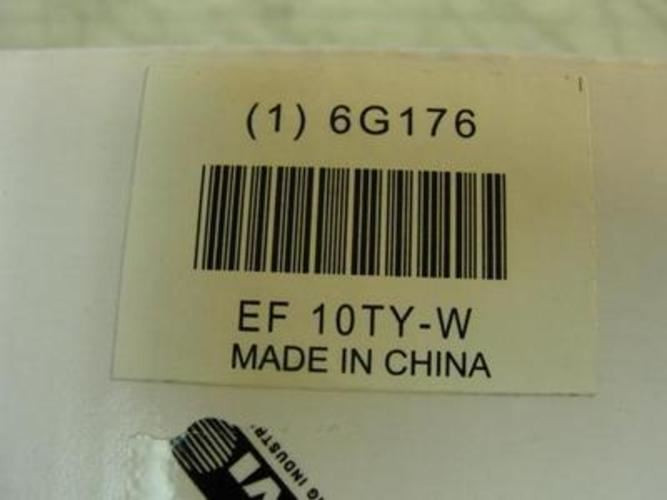 (1) 6G176
EF 10TY-W
MADE IN CHINA